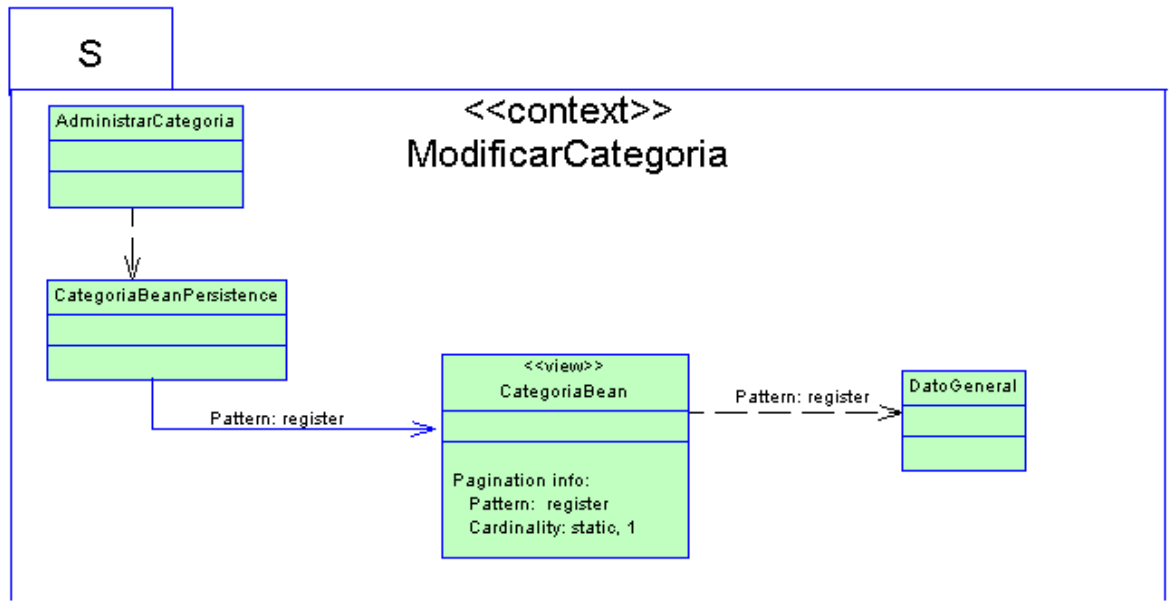 S
<<context>>
ModificarCategoria
AdministrarCategoria
CategoriaBeanPersistence
Pattern: register
<<view>>
CategoriaBean
Pagination info:
Pattern: register
Cardinality: static, 1
Pattern: register
DatoGeneral